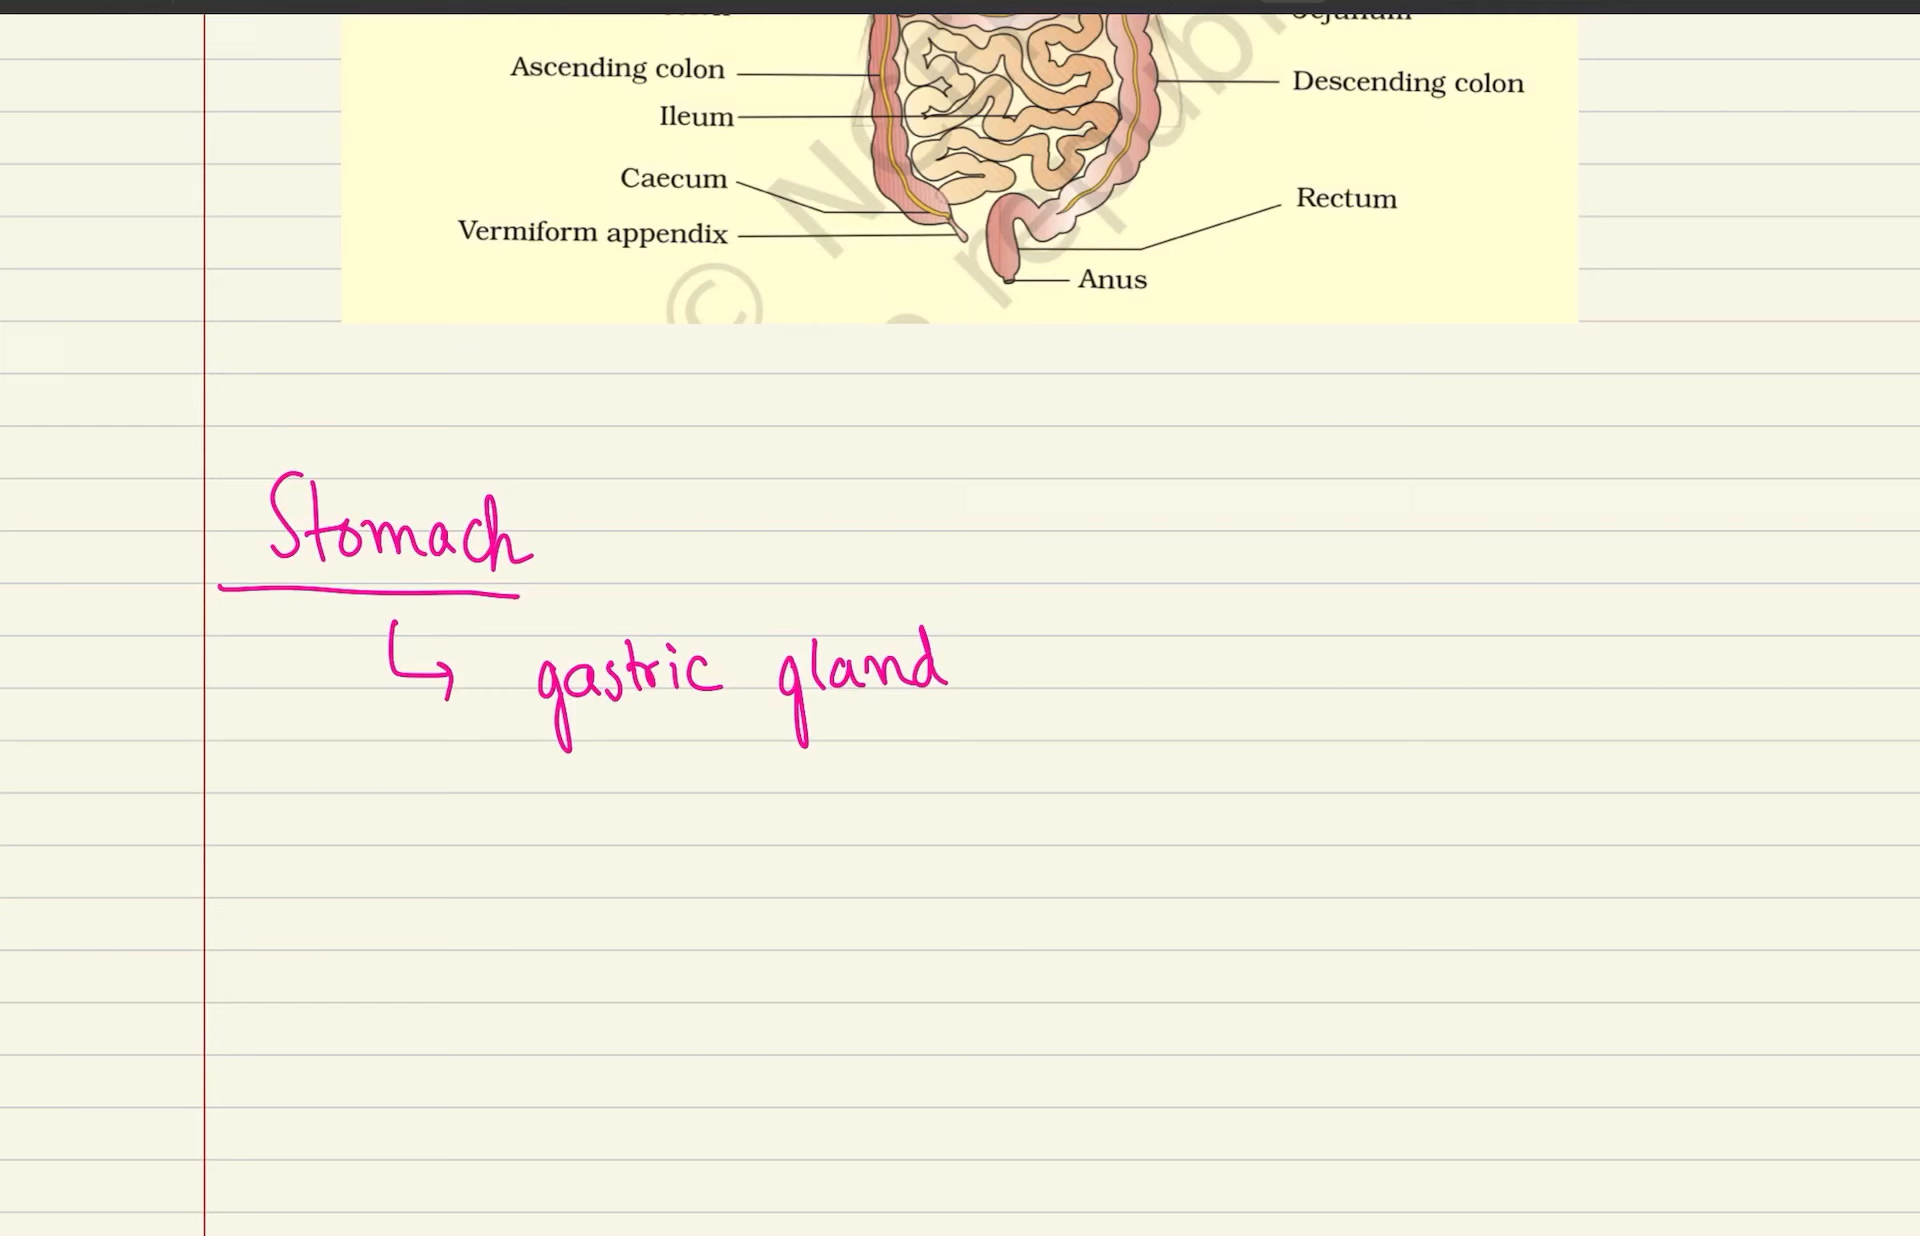 Ascending colon
Descending colon
Ileum
Caecum
Rectum
Vermiform appendix
Anus
©
Stomach
↳ gastric gland